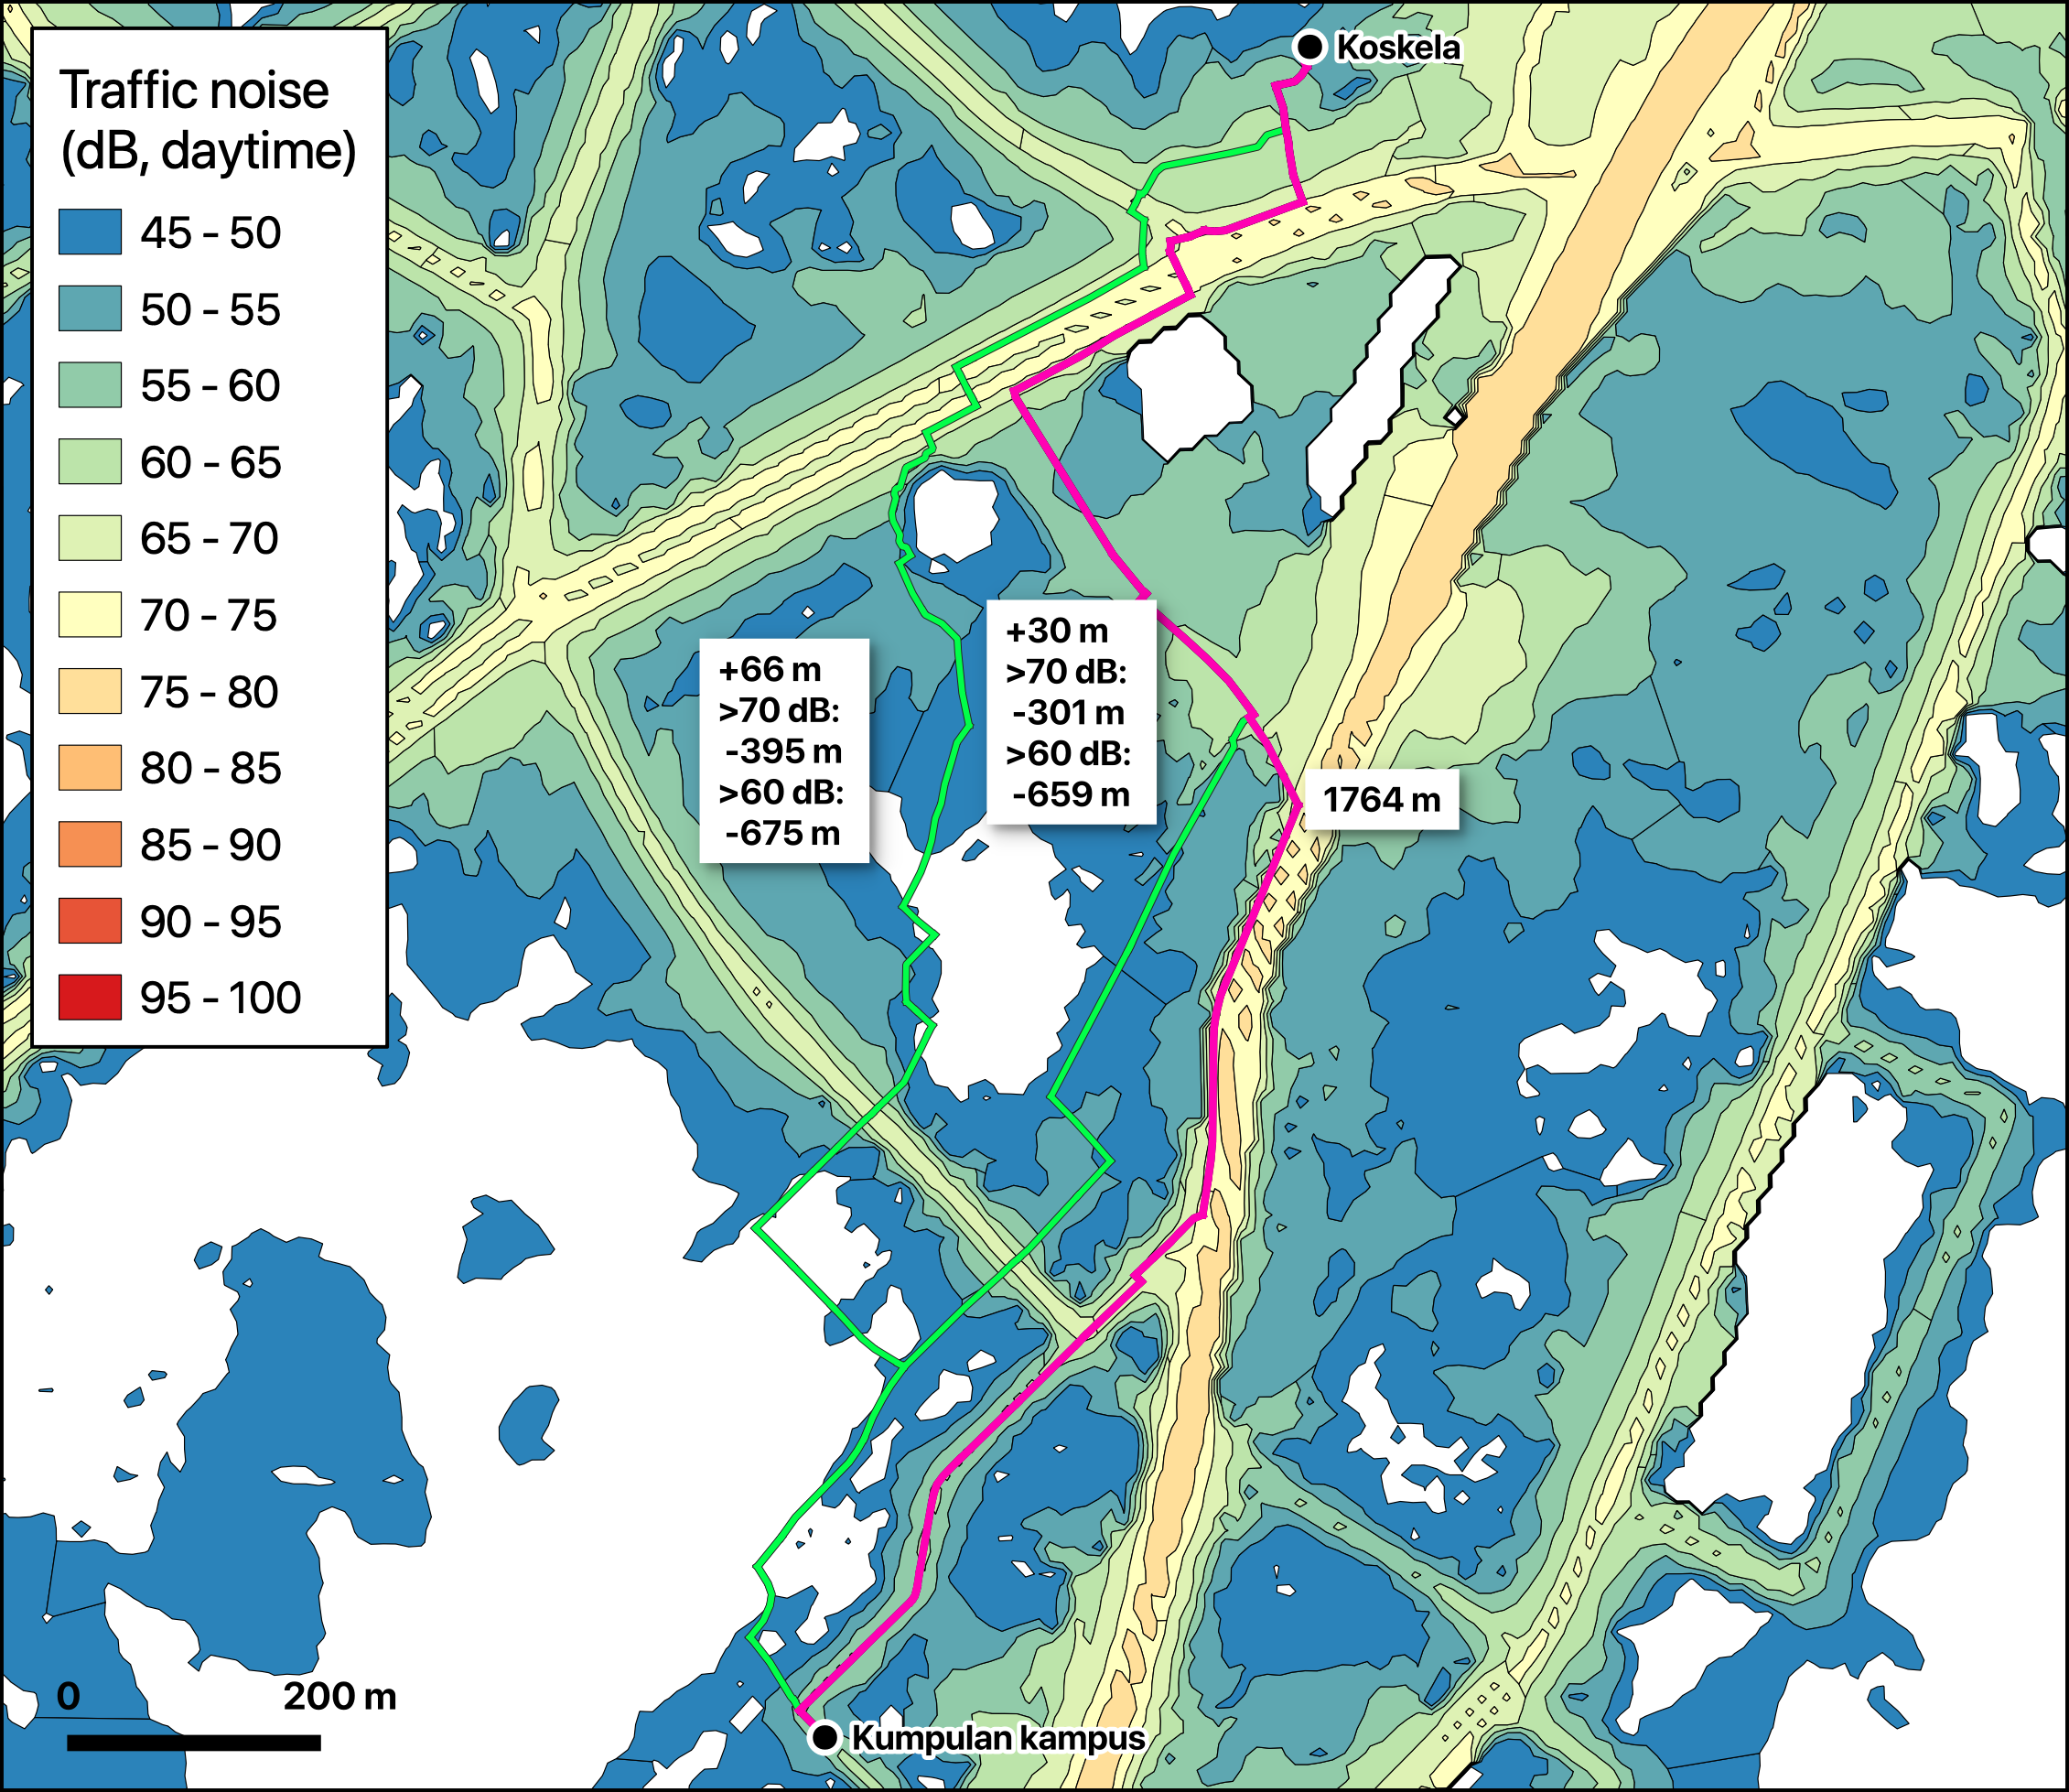 Koskela
Traffic noise
(dB, daytime)
45 - 50
50 - 55
55 - 60
60 - 65
65 - 70
70 - 75
75 - 80
80 - 85
85 - 90
90 - 95
95 - 100
+66 m
>70 dB:
-395 m
>60 dB:
-675 m
+30 m
>70 dB:
-301 m
>60 dB:
-659 m
1764 m
0 200 m
Kumpulan kampus